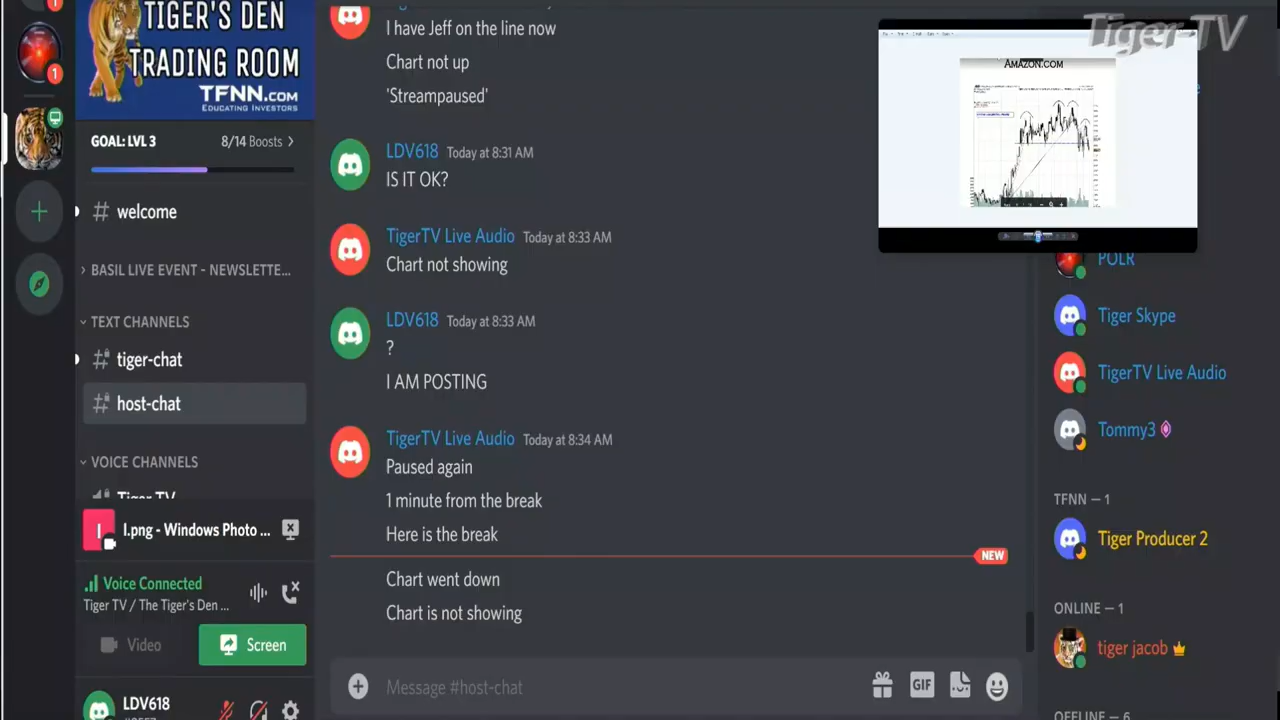 1
1
TIGER'S DEN
TRADING ROOM
TFNN.COM
EDUCATING INVESTORS
GOAL: LVL 3
8/14 Boosts >
# welcome
BASIL LIVE EVENT - NEWSLETTE...
TEXT CHANNELS
tiger-chat
host-chat
VOICE CHANNELS
Tiger TV
I
I.png - Windows Photo ...
Voice Connected
Tiger TV / The Tiger's Den ...
Video
Screen
LDV618
I have Jeff on the line now
Chart not up
'Streampaused'
LDV618 Today at 8:31 AM
IS IT OK?
TigerTV Live Audio Today at 8:33 AM
Chart not showing
LDV618 Today at 8:33 AM
?
I AM POSTING
TigerTV Live Audio Today at 8:34 AM
Paused again
1 minute from the break
Here is the break
NEW
Chart went down
Chart is not showing
Message #host-chat
GIF
Tiger-TV
AMAZON.COM
POLR
Tiger Skype
TigerTV Live Audio
Tommy3
TFNN — 1
Tiger Producer 2
ONLINE — 1
tiger jacob
OFFLINE — 6